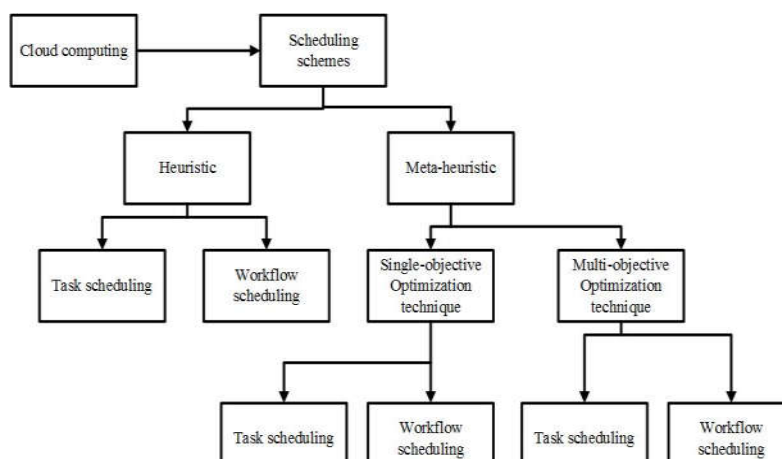 Cloud computing
Scheduling
schemes
Heuristic
Meta-heuristic
Task scheduling
Workflow
scheduling
Single-objective
Optimization
technique
Multi-objective
Optimization
technique
Task scheduling
Workflow
scheduling
Task scheduling
Workflow
scheduling